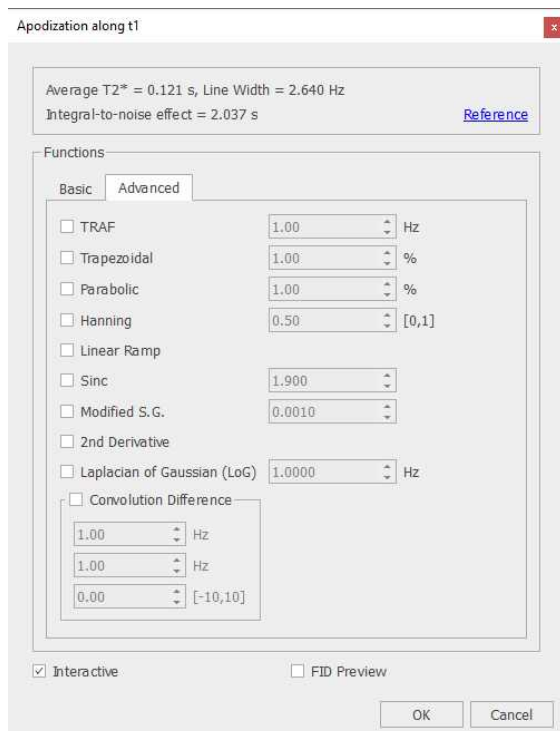 Apodization along t1
x
Average T2* = 0.121 s, Line Width = 2.640 Hz
Integral-to-noise effect = 2.037 s Reference
Functions
Basic Advanced
TRAF 1.00 Hz
Trapezoidal 1.00 %
Parabolic 1.00 %
Hanning 0.50 [0,1]
Linear Ramp
Sinc 1.900
Modified S.G. 0.0010
2nd Derivative
Laplacian of Gaussian (LoG) 1.0000 Hz
Convolution Difference
1.00 Hz
1.00 Hz
0.00 [-10,10]
Interactive FID Preview
OK Cancel